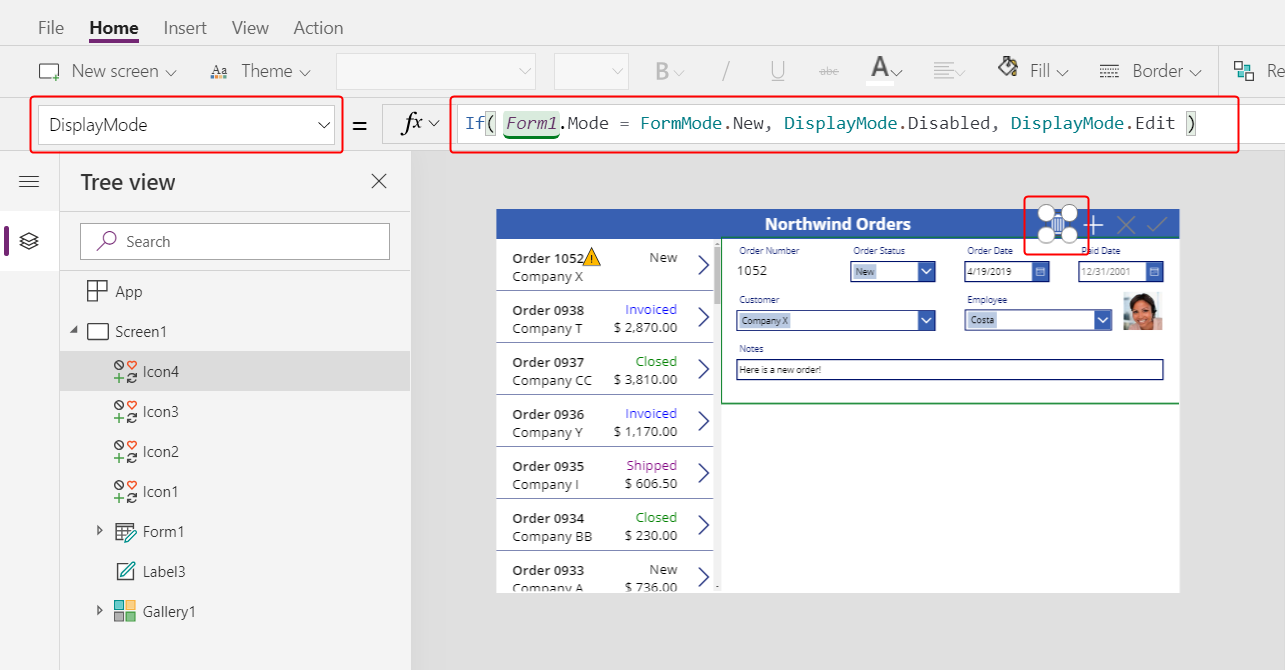 File Home Insert View Action
New screen Aa Theme B / U abc A Fill Border Re
DisplayMode = fx If( Form1.Mode = FormMode.New, DisplayMode.Disabled, DisplayMode.Edit )
Tree view
Search
App
Screen1
Icon4
Icon3
Icon2
Icon1
Form1
Label3
Gallery1
Northwind Orders
Order 1052 New
Company X
Order 0938 Invoiced
Company T $ 2,870.00
Order 0937 Closed
Company CC $ 3,810.00
Order 0936 Invoiced
Company Y $ 1,170.00
Order 0935 Shipped
Company I $ 606.50
Order 0934 Closed
Company BB $ 230.00
Order 0933 New
Company A $ 736.00
Order Number Order Status Order Date Paid Date
1052 New 4/19/2019 12/31/2001
Customer Employee
Company X Costa
Notes
Here is a new order!